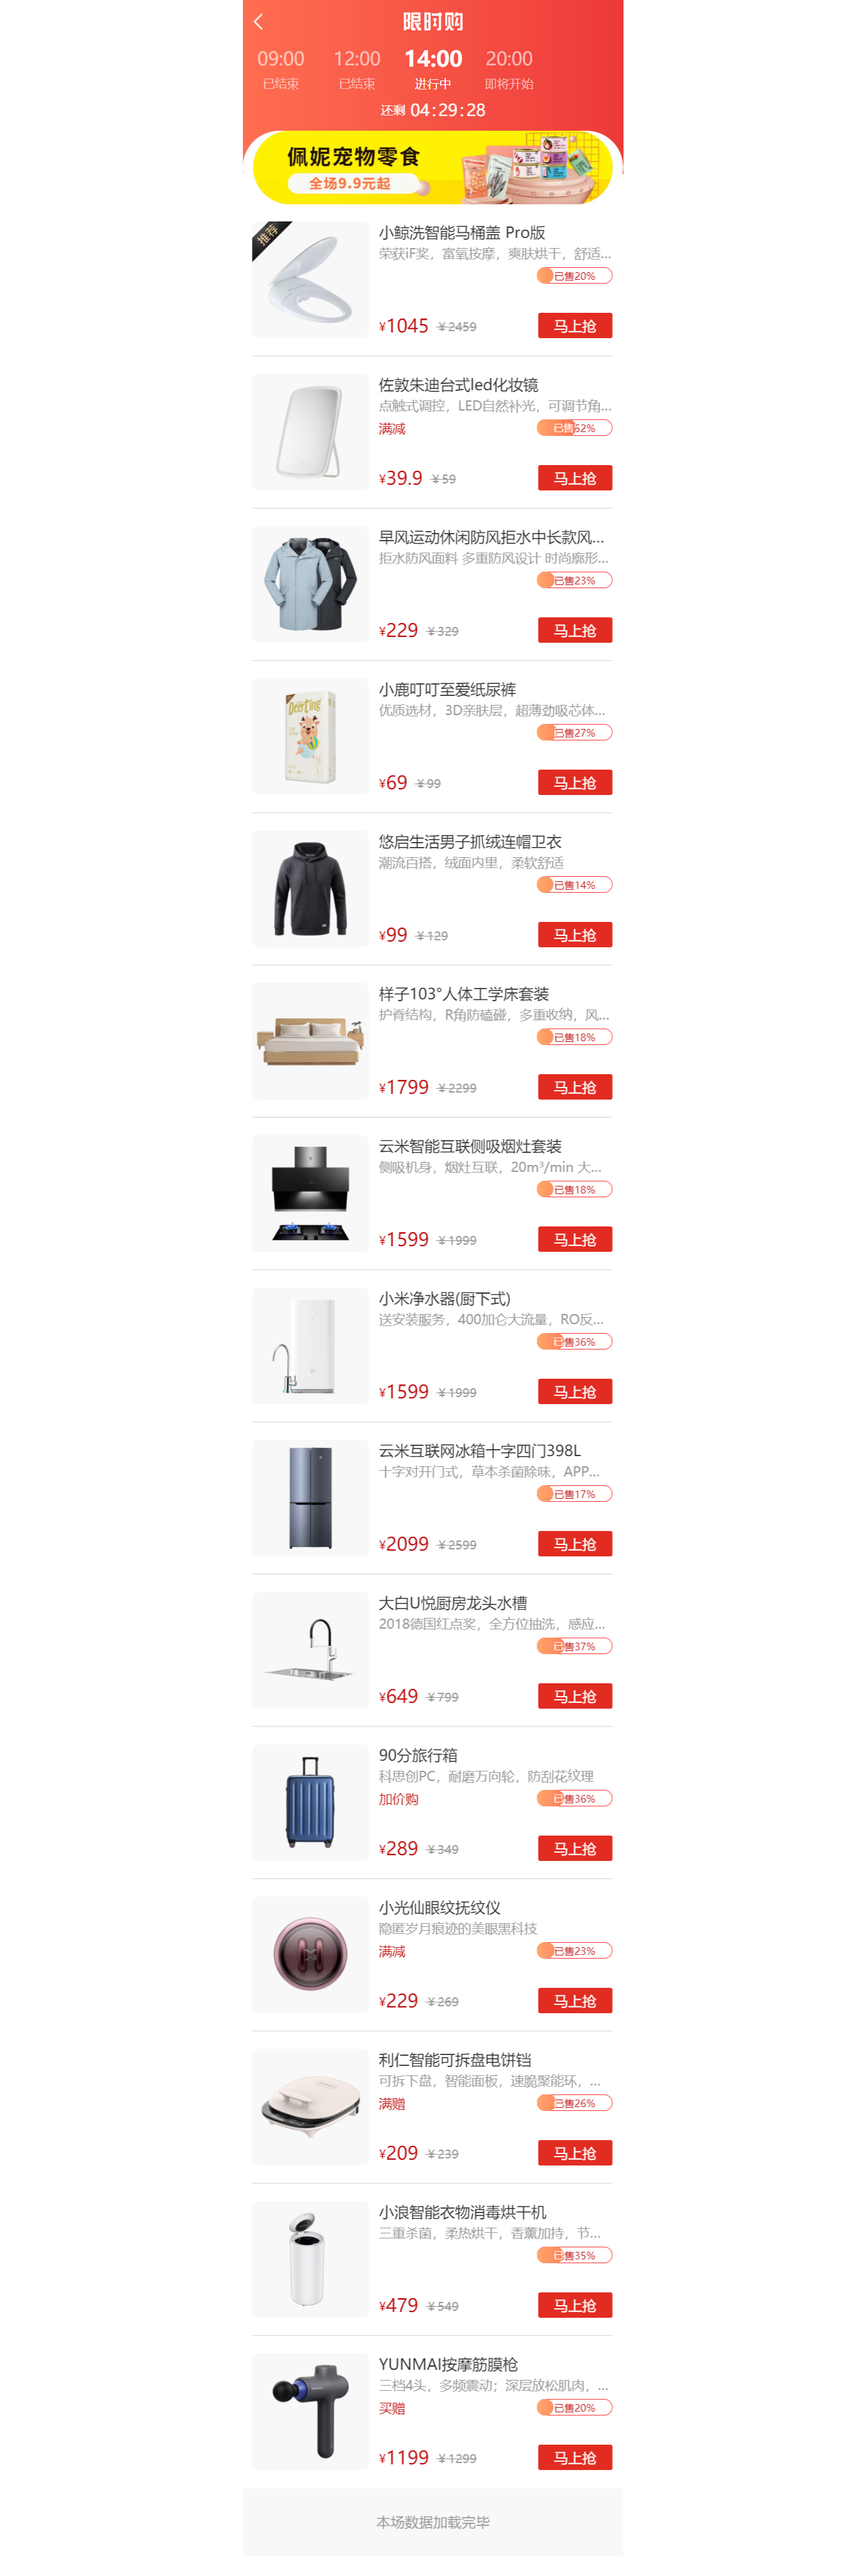 限时购
09:00 12:00 14:00 20:00
已结束 已结束 进行中 即将开始
还剩 04:29:28
佩妮宠物零食
全场9.9元起
推荐
小鲸洗智能马桶盖 Pro版
荣获iF奖，富氧按摩，爽肤烘干，舒适...
已售20%
¥1045 ¥2459 马上抢
佐敦朱迪台式led化妆镜
点触式调控，LED自然补光，可调节角...
满减 已售52%
¥39.9 ¥59 马上抢
早风运动休闲防风拒水中长款风...
拒水防风面料 多重防风设计 时尚廓形...
已售23%
¥229 ¥329 马上抢
Deerting
小鹿叮叮至爱纸尿裤
优质选材，3D亲肤层，超薄劲吸芯体...
已售27%
¥69 ¥99 马上抢
悠启生活男子抓绒连帽卫衣
潮流百搭，绒面内里，柔软舒适
已售14%
¥99 ¥129 马上抢
样子103°人体工学床套装
护脊结构，R角防磕碰，多重收纳，风...
已售18%
¥1799 ¥2299 马上抢
云米智能互联侧吸烟灶套装
侧吸机身，烟灶互联，20m³/min 大...
已售18%
¥1599 ¥1999 马上抢
小米净水器(厨下式)
送安装服务，400加仑大流量，RO反...
已售36%
¥1599 ¥1999 马上抢
云米互联网冰箱十字四门398L
十字对开门式，草本杀菌除味，APP...
已售17%
¥2099 ¥2599 马上抢
大白U悦厨房龙头水槽
2018德国红点奖，全方位抽洗，感应...
已售37%
¥649 ¥799 马上抢
90分旅行箱
科思创PC，耐磨万向轮，防刮花纹理
加价购 已售36%
¥289 ¥349 马上抢
小光仙眼纹抚纹仪
隐匿岁月痕迹的美眼黑科技
满减 已售23%
¥229 ¥269 马上抢
利仁智能可拆盘电饼铛
可拆下盘，智能面板，速脆聚能环，...
满赠 已售26%
¥209 ¥239 马上抢
小浪智能衣物消毒烘干机
三重杀菌，柔热烘干，香薰加持，节...
已售35%
¥479 ¥549 马上抢
YUNMAI按摩筋膜枪
三档4头，多频震动；深层放松肌肉，...
买赠 已售20%
¥1199 ¥1299 马上抢
本场数据加载完毕